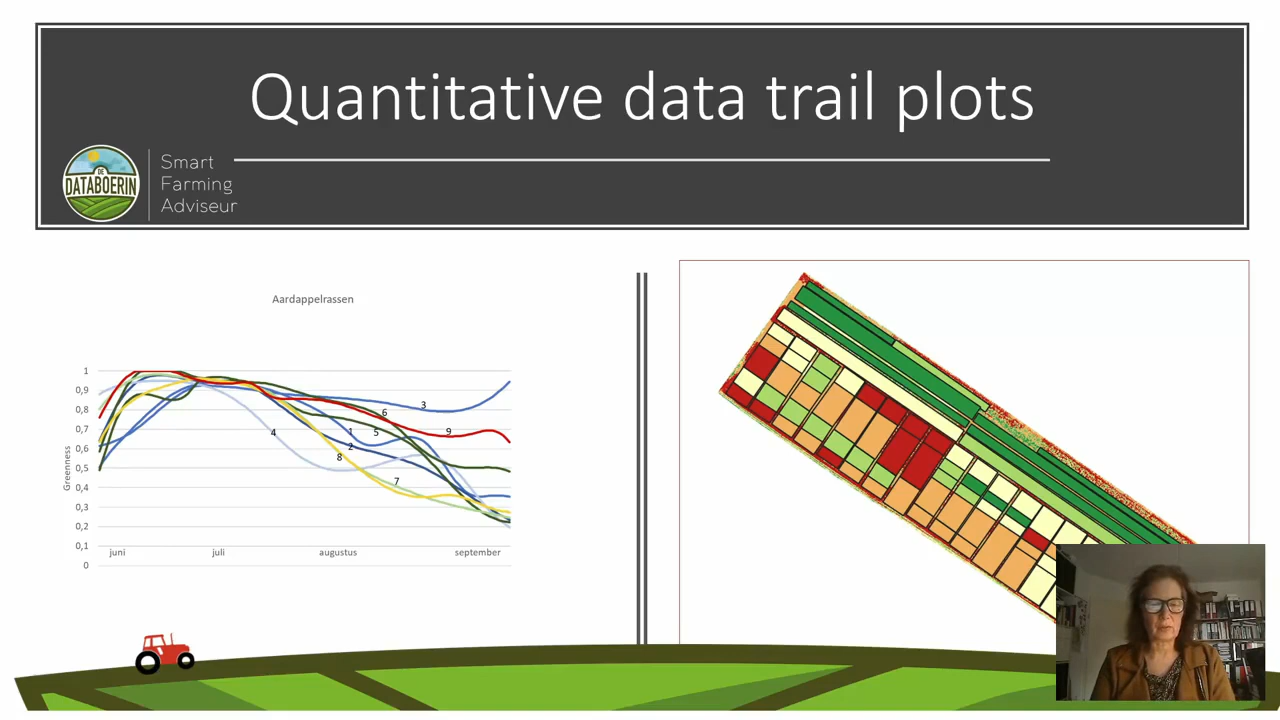 Quantitative data trail plots
DE
DATABOERIN
Smart
Farming
Adviseur
Aardappelrassen
Greenness
1
0,9
0,8
0,7
0,6
0,5
0,4
0,3
0,2
0,1
0
juni
juli
augustus
september
3
6
4
1
5
9
2
8
7